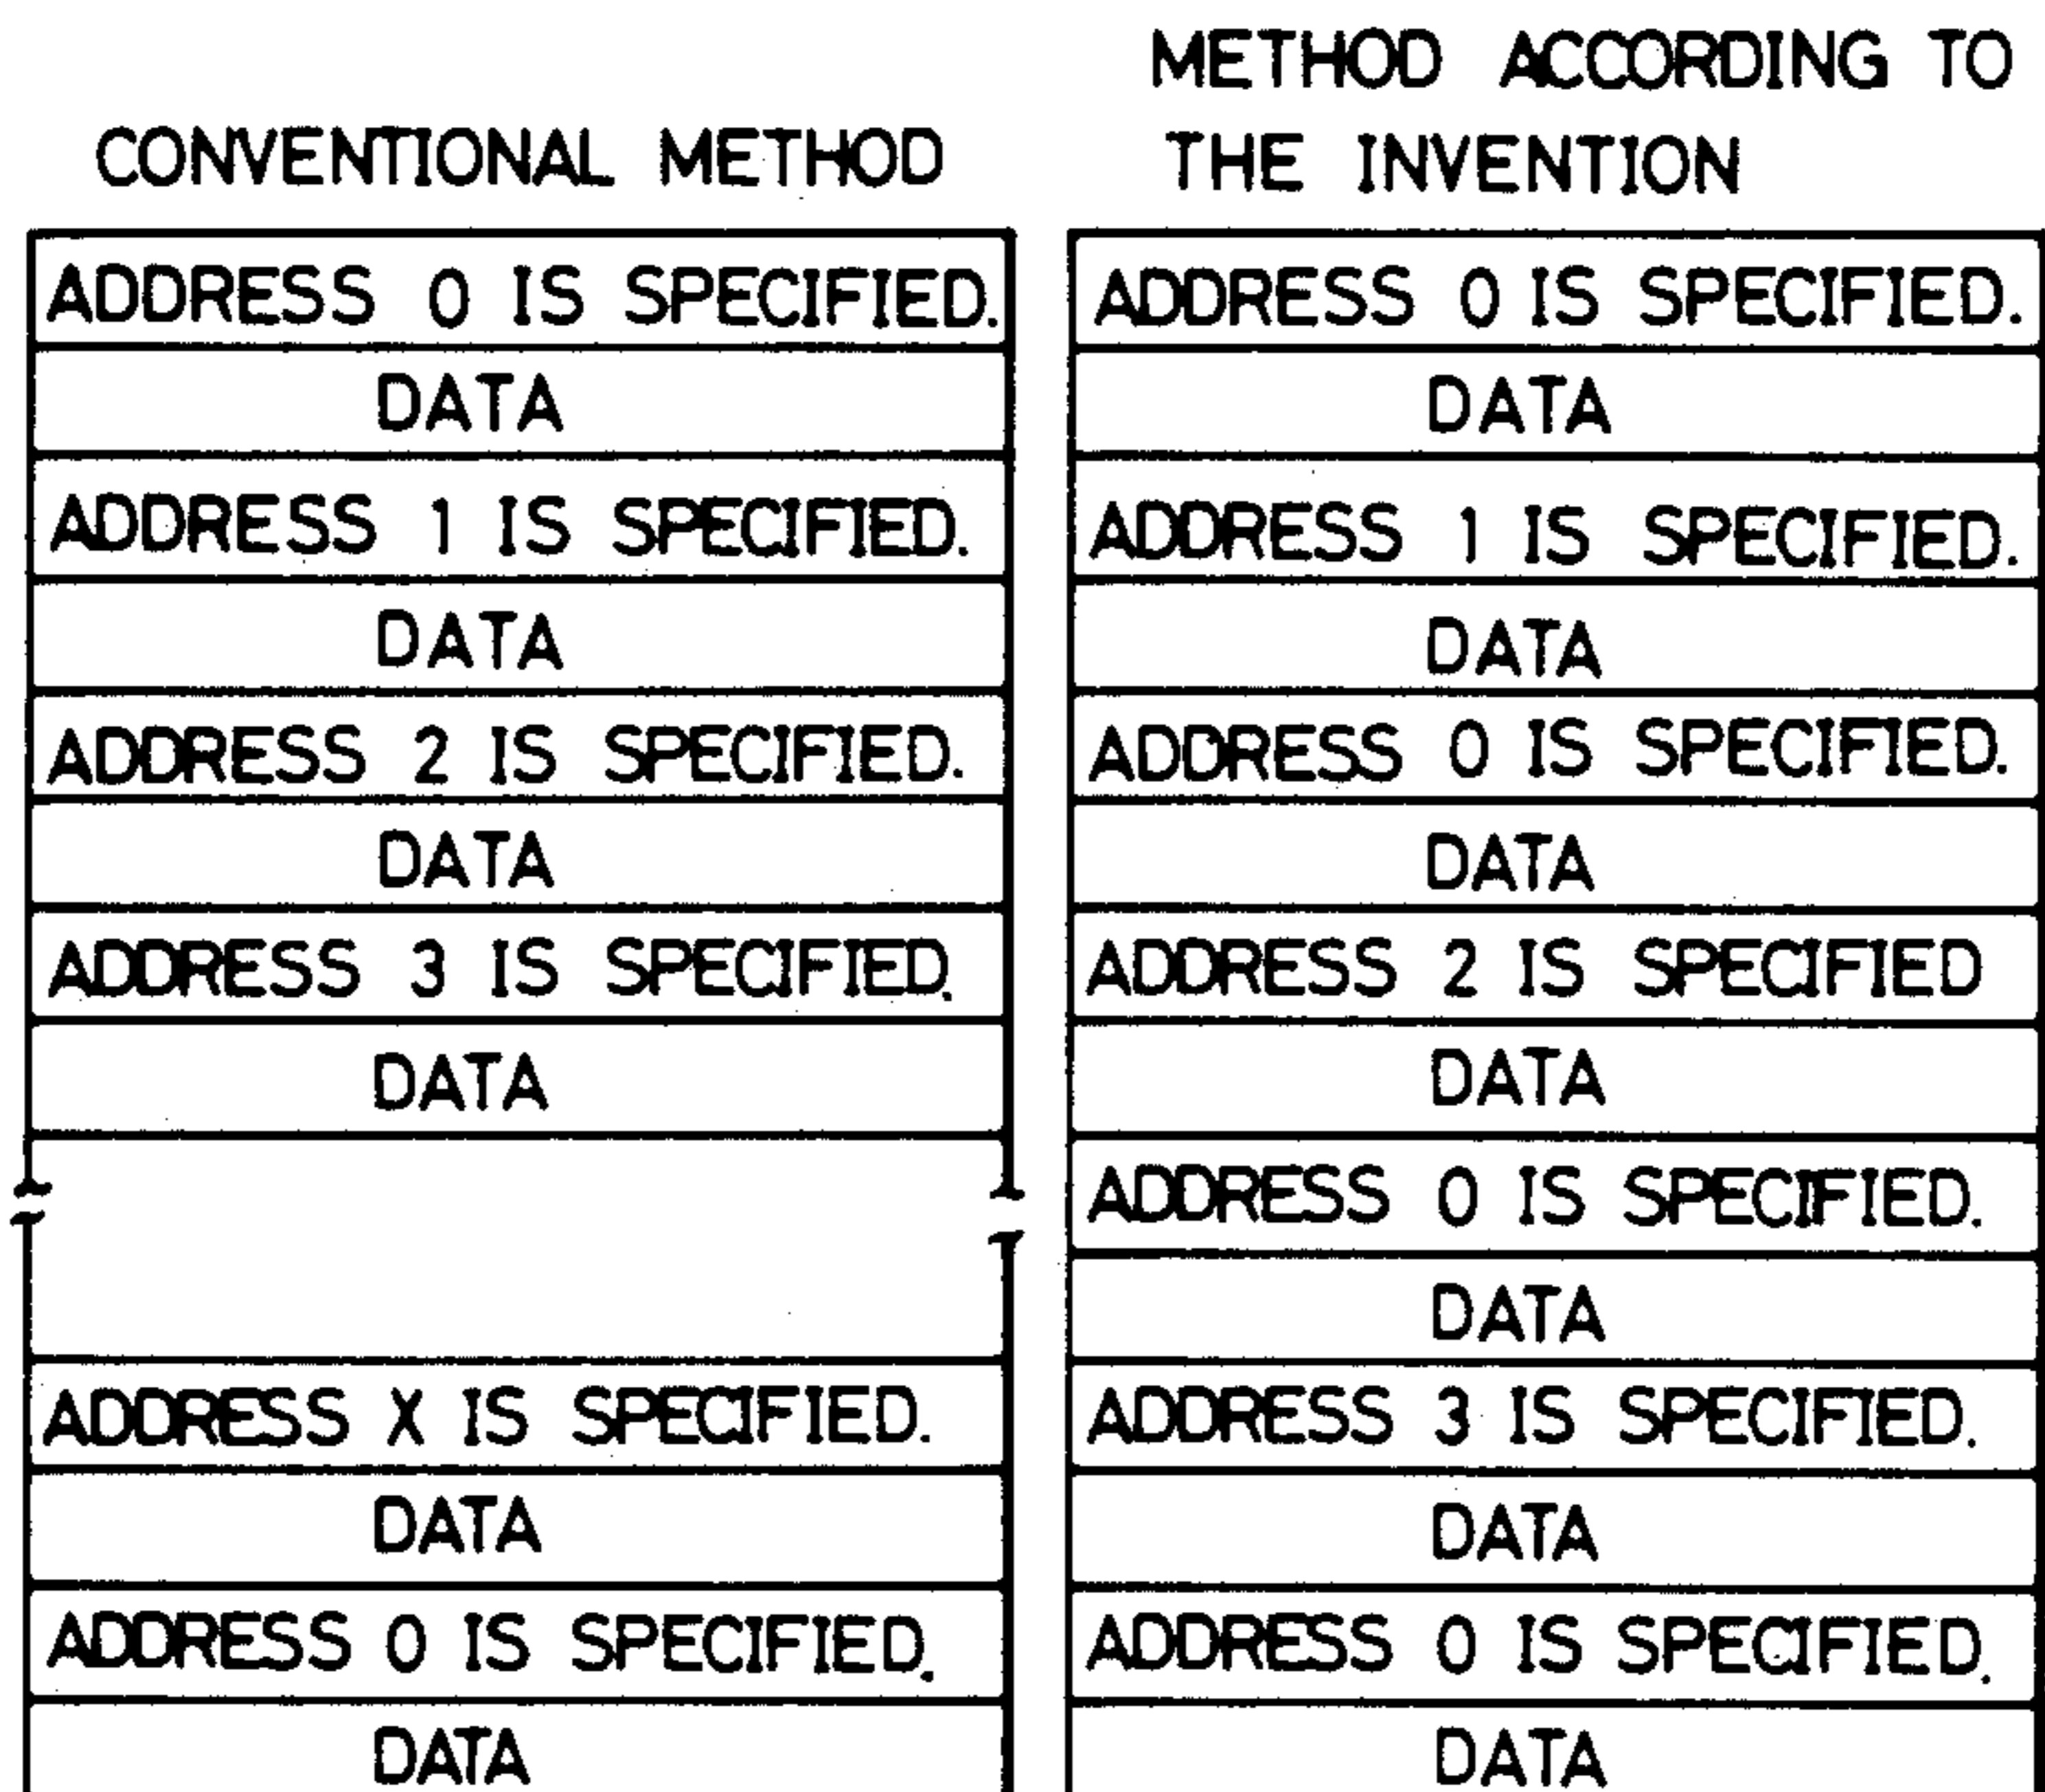 CONVENTIONAL METHOD
ADDRESS 0 IS SPECIFIED.
DATA
ADDRESS 1 IS SPECIFIED.
DATA
ADDRESS 2 IS SPECIFIED.
DATA
ADDRESS 3 IS SPECIFIED.
DATA
ADDRESS X IS SPECIFIED.
DATA
ADDRESS 0 IS SPECIFIED.
DATA
METHOD ACCORDING TO
THE INVENTION
ADDRESS 0 IS SPECIFIED.
DATA
ADDRESS 1 IS SPECIFIED.
DATA
ADDRESS 0 IS SPECIFIED.
DATA
ADDRESS 2 IS SPECIFIED
DATA
ADDRESS 0 IS SPECIFIED.
DATA
ADDRESS 3 IS SPECIFIED.
DATA
ADDRESS 0 IS SPECIFIED.
DATA